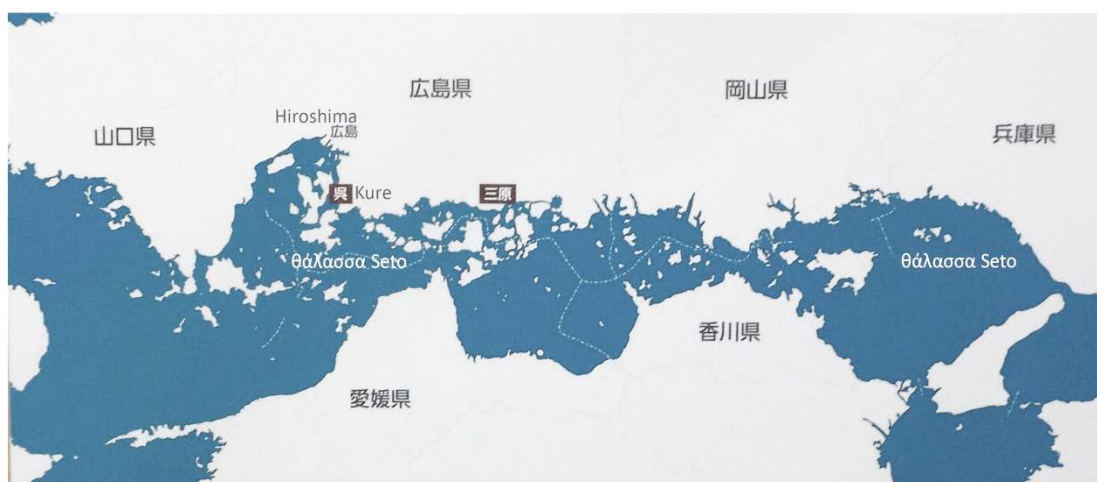 広島県
岡山県
Hiroshima
広島
山口県
兵庫県
呉 Kure
三原
θάλασσα Seto
θάλασσα Seto
香川県
愛媛県